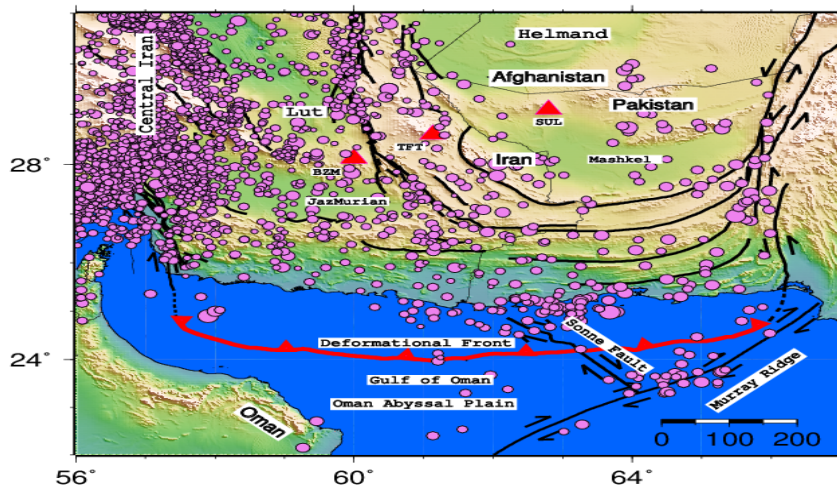 Helmand
Central Iran
Afghanistan
Lut
Pakistan
SUL
TFT
28°
Iran
Mashkel
BZM
JazMurian
Deformational Front
Sonne Fault
24°
Gulf of Oman
Murray Ridge
Oman Abyssal Plain
Oman
0 100 200
56° 60° 64°